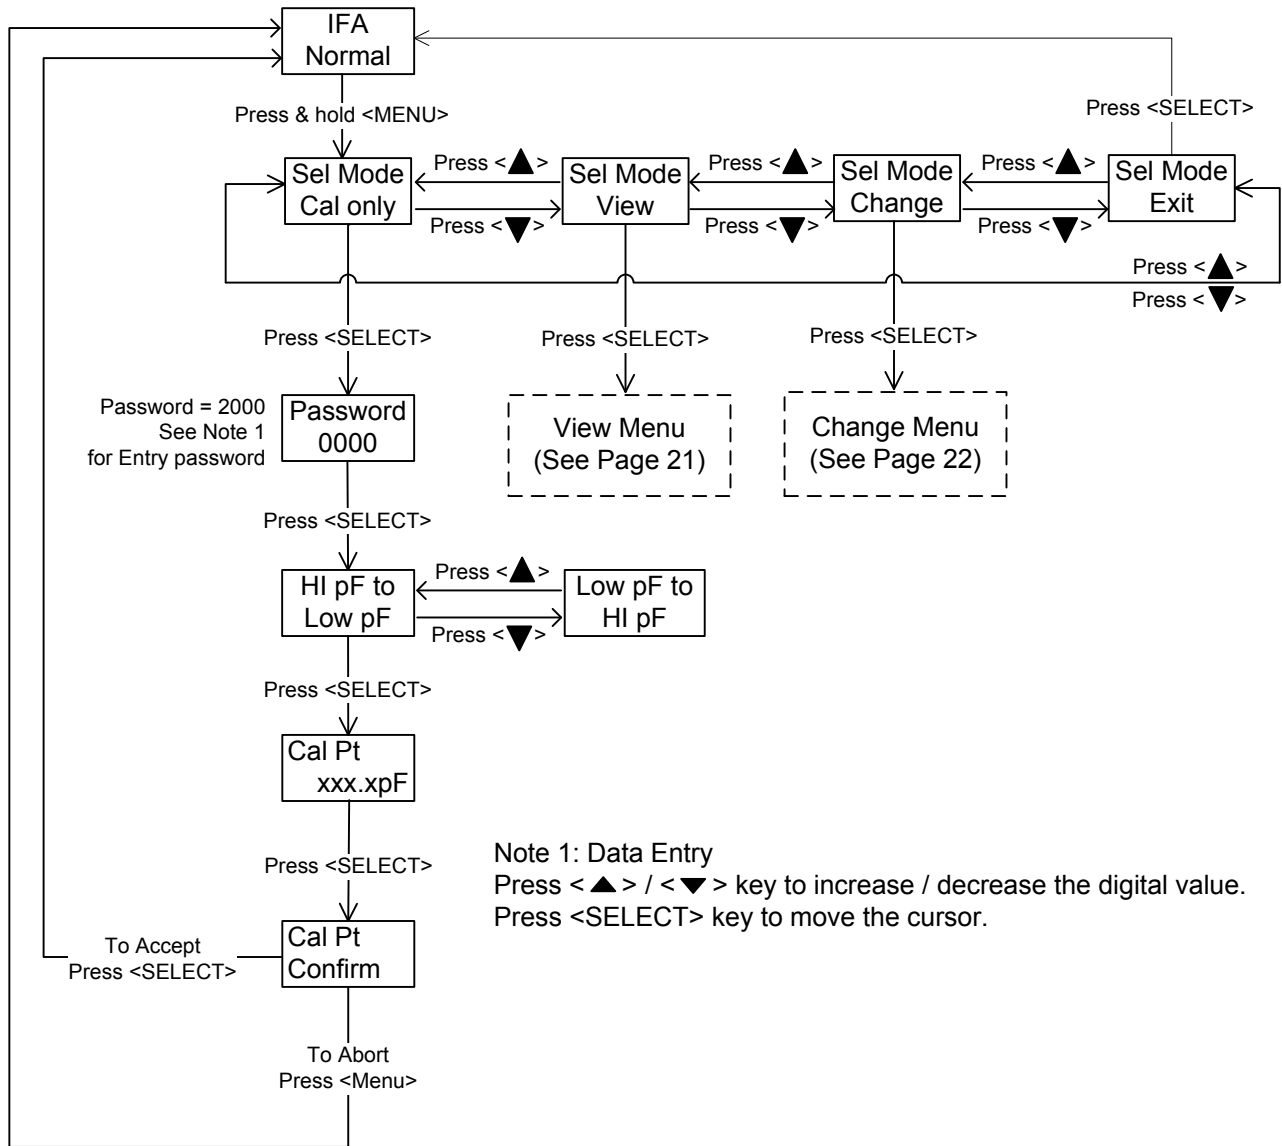 IFA
Normal
Press <SELECT>
Press & hold <MENU>
Press <▲>
Press <▲>
Press <▲>
Sel Mode
Cal only
Sel Mode
View
Sel Mode
Change
Sel Mode
Exit
Press <▼>
Press <▼>
Press <▼>
Press <▲>
Press <▼>
Press <SELECT>
Press <SELECT>
Press <SELECT>
Password = 2000
See Note 1
for Entry password
Password
0000
View Menu
(See Page 21)
Change Menu
(See Page 22)
Press <SELECT>
HI pF to
Low pF
Press <▲>
Press <▼>
Low pF to
HI pF
Press <SELECT>
Cal Pt
xxx.xpF
Press <SELECT>
Note 1: Data Entry
Press < ▲ > / < ▼ > key to increase / decrease the digital value.
Press <SELECT> key to move the cursor.
Cal Pt
Confirm
To Accept
Press <SELECT>
To Abort
Press <Menu>